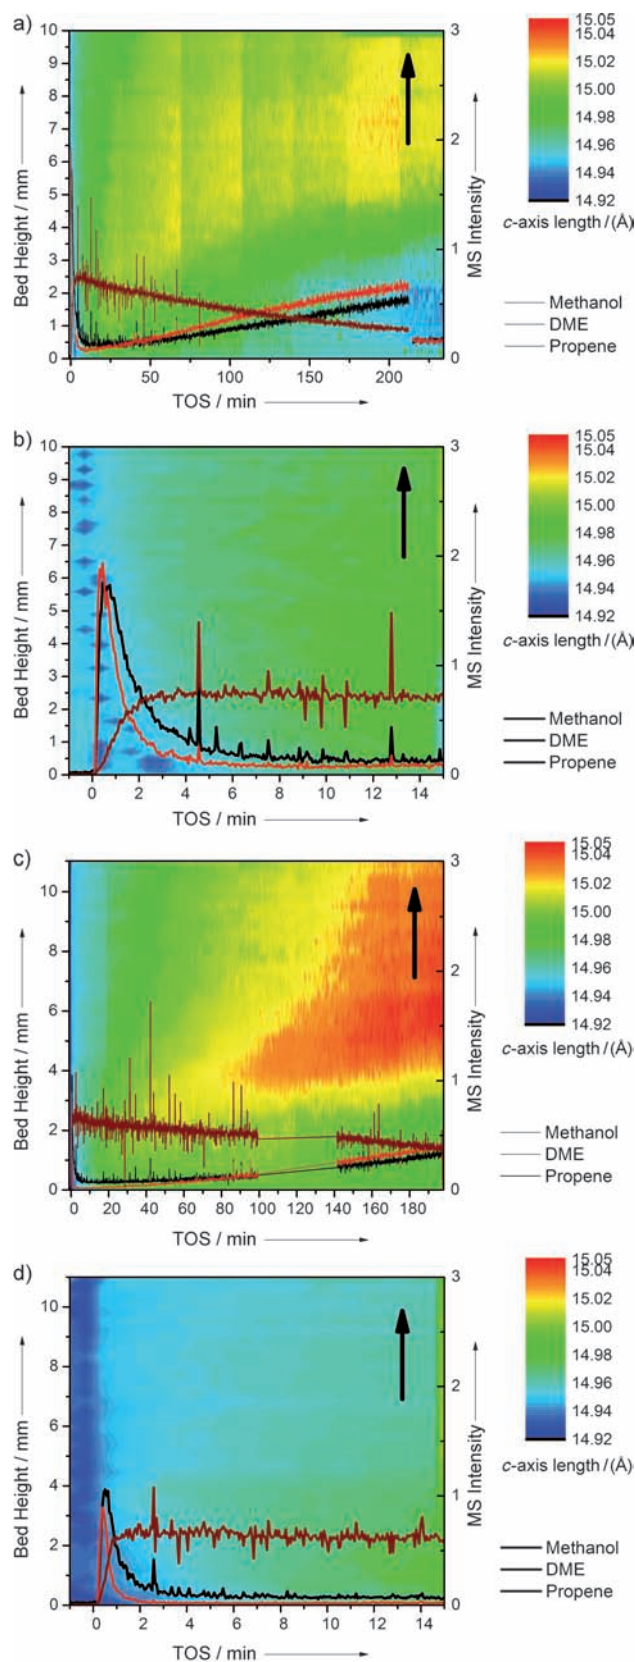 a)
10
9
8
7
6
5
4
3
2
1
0
Bed Height / mm
3
2
1
0
MS Intensity
0 50 100 150 200
TOS / min
15.05
15.04
15.02
15.00
14.98
14.96
14.94
14.92
c-axis length / (Å)
Methanol
DME
Propene
b)
10
9
8
7
6
5
4
3
2
1
0
Bed Height / mm
3
2
1
0
MS Intensity
0 2 4 6 8 10 12 14
TOS / min
15.05
15.04
15.02
15.00
14.98
14.96
14.94
14.92
c-axis length / (Å)
Methanol
DME
Propene
c)
10
8
6
4
2
0
Bed Height / mm
3
2
1
0
MS Intensity
0 20 40 60 80 100 120 140 160 180
TOS / min
15.05
15.04
15.02
15.00
14.98
14.96
14.94
14.92
c-axis length / (Å)
Methanol
DME
Propene
d)
10
8
6
4
2
0
Bed Height / mm
3
2
1
0
MS Intensity
0 2 4 6 8 10 12 14
TOS / min
15.05
15.04
15.02
15.00
14.98
14.96
14.94
14.92
c-axis length / (Å)
Methanol
DME
Propene